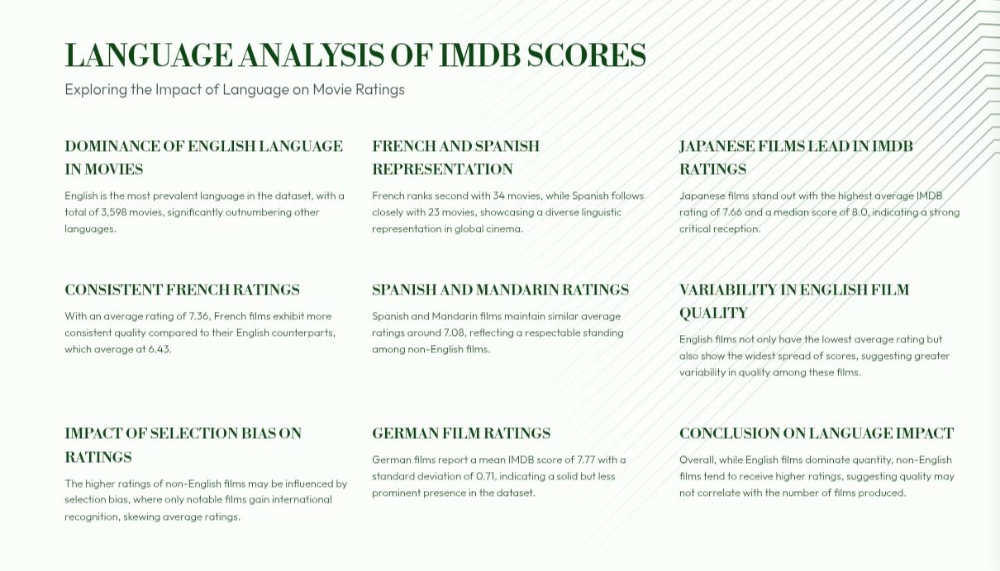 LANGUAGE ANALYSIS OF IMDB SCORES
Exploring the Impact of Language on Movie Ratings
DOMINANCE OF ENGLISH LANGUAGE
IN MOVIES
English is the most prevalent language in the dataset, with a
total of 3,598 movies, significantly outnumbering other
languages.
FRENCH AND SPANISH
REPRESENTATION
French ranks second with 34 movies, while Spanish follows
closely with 23 movies, showcasing a diverse linguistic
representation in global cinema.
JAPANESE FILMS LEAD IN IMDB
RATINGS
Japanese films stand out with the highest average IMDB
rating of 7.66 and a median score of 8.0, indicating a strong
critical reception.
CONSISTENT FRENCH RATINGS
With an average rating of 7.36, French films exhibit more
consistent quality compared to their English counterparts,
which average at 6.43.
SPANISH AND MANDARIN RATINGS
Spanish and Mandarin films maintain similar average
ratings around 7.08, reflecting a respectable standing
among non-English films.
VARIABILITY IN ENGLISH FILM
QUALITY
English films not only have the lowest average rating but
also show the widest spread of scores, suggesting greater
variability in quality among these films.
IMPACT OF SELECTION BIAS ON
RATINGS
The higher ratings of non-English films may be influenced by
selection bias, where only notable films gain international
recognition, skewing average ratings.
GERMAN FILM RATINGS
German films report a mean IMDB score of 7.77 with a
standard deviation of 0.71, indicating a solid but less
prominent presence in the dataset.
CONCLUSION ON LANGUAGE IMPACT
Overall, while English films dominate quantity, non-English
films tend to receive higher ratings, suggesting quality may
not correlate with the number of films produced.